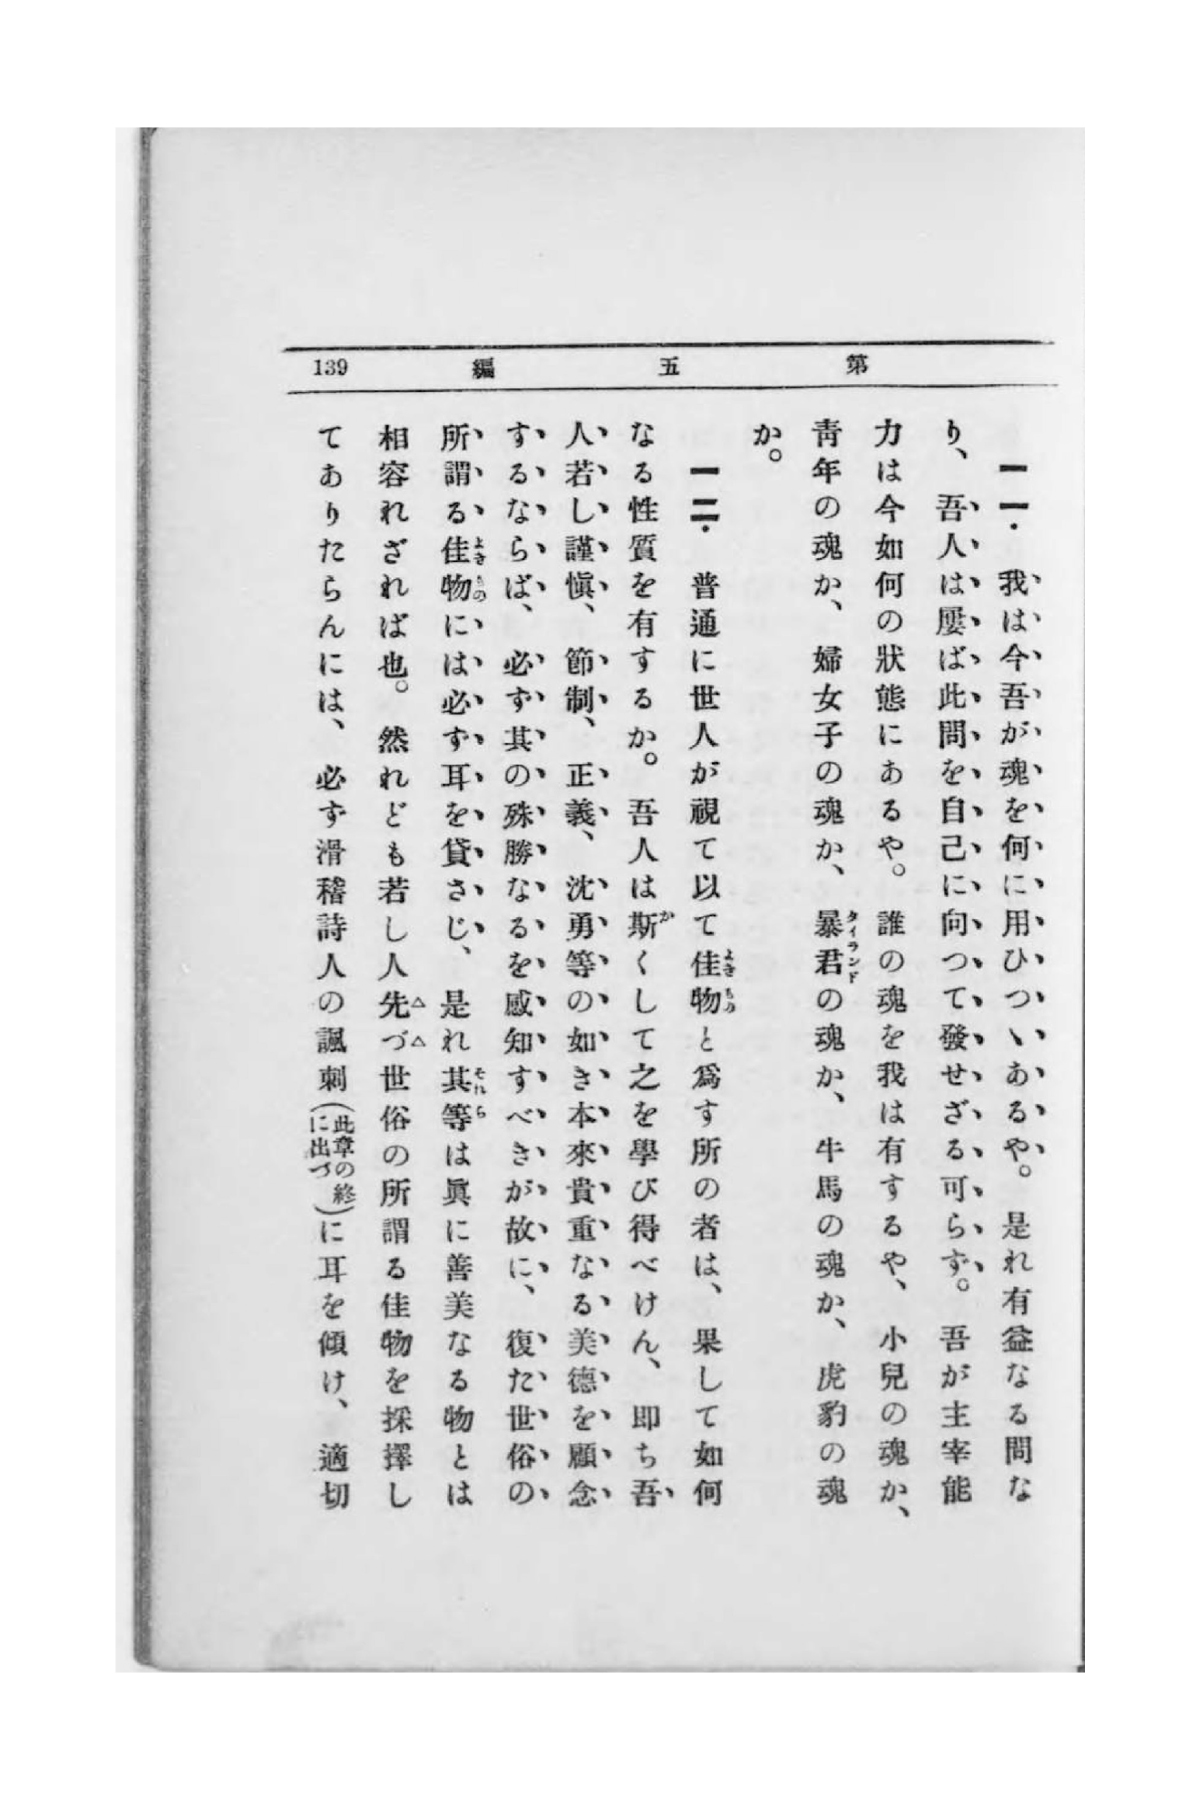 第五編 139
一一・我は今吾が魂を何に用ひつゝあるや。是れ有益なる問な
り、吾人は屡ば此問を自己に向つて發せざる可らず。吾が主宰能
力は今如何の狀態にあるや。誰の魂を我は有するや、小兒の魂か、
靑年の魂か、婦女子の魂か、暴君の魂か、牛馬の魂か、虎豹の魂
か。
一二・普通に世人が視て以て佳物と爲す所の者は、果して如何
なる性質を有するか。吾人は斯くして之を學び得べけん、即ち吾
人若し謹愼、節制、正義、沈勇等の如き本來貴重なる美德を顧念
するならば、必ず其の殊勝なるを感知すべきが故に、復た世俗の
所謂る佳物には必ず耳を貸さじ、是れ其等は眞に善美なる物とは
相容れざれば也。然れども若し人先づ世俗の所謂る佳物を採擇し
てありたらんには、必ず滑稽詩人の諷刺(此章の終に出づ)に耳を傾け、適切